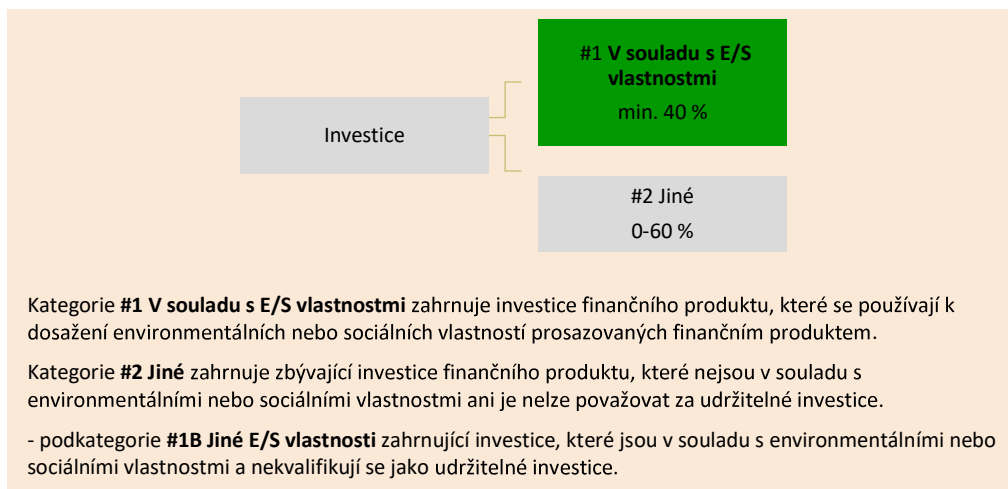 #1 V souladu s E/S
vlastnostmi
min. 40 %
Investice
#2 Jiné
0-60 %
Kategorie #1 V souladu s E/S vlastnostmi zahrnuje investice finančního produktu, které se používají k
dosažení environmentálních nebo sociálních vlastností prosazovaných finančním produktem.
Kategorie #2 Jiné zahrnuje zbývající investice finančního produktu, které nejsou v souladu s
environmentálními nebo sociálními vlastnostmi ani je nelze považovat za udržitelné investice.
- podkategorie #1B Jiné E/S vlastnosti zahrnující investice, které jsou v souladu s environmentálními nebo
sociálními vlastnostmi a nekvalifikují se jako udržitelné investice.